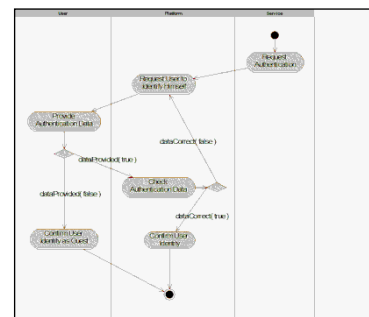 User
Platform
Service
Request
Authentication
Request User to
Identify Himself
Provide
Authentication Data
dataCorrect( false )
dataProvided( true )
Check
Authentication Data
dataProvided( false )
dataCorrect( true )
Confirm User
Identity as Guest
Confirm User
Identity